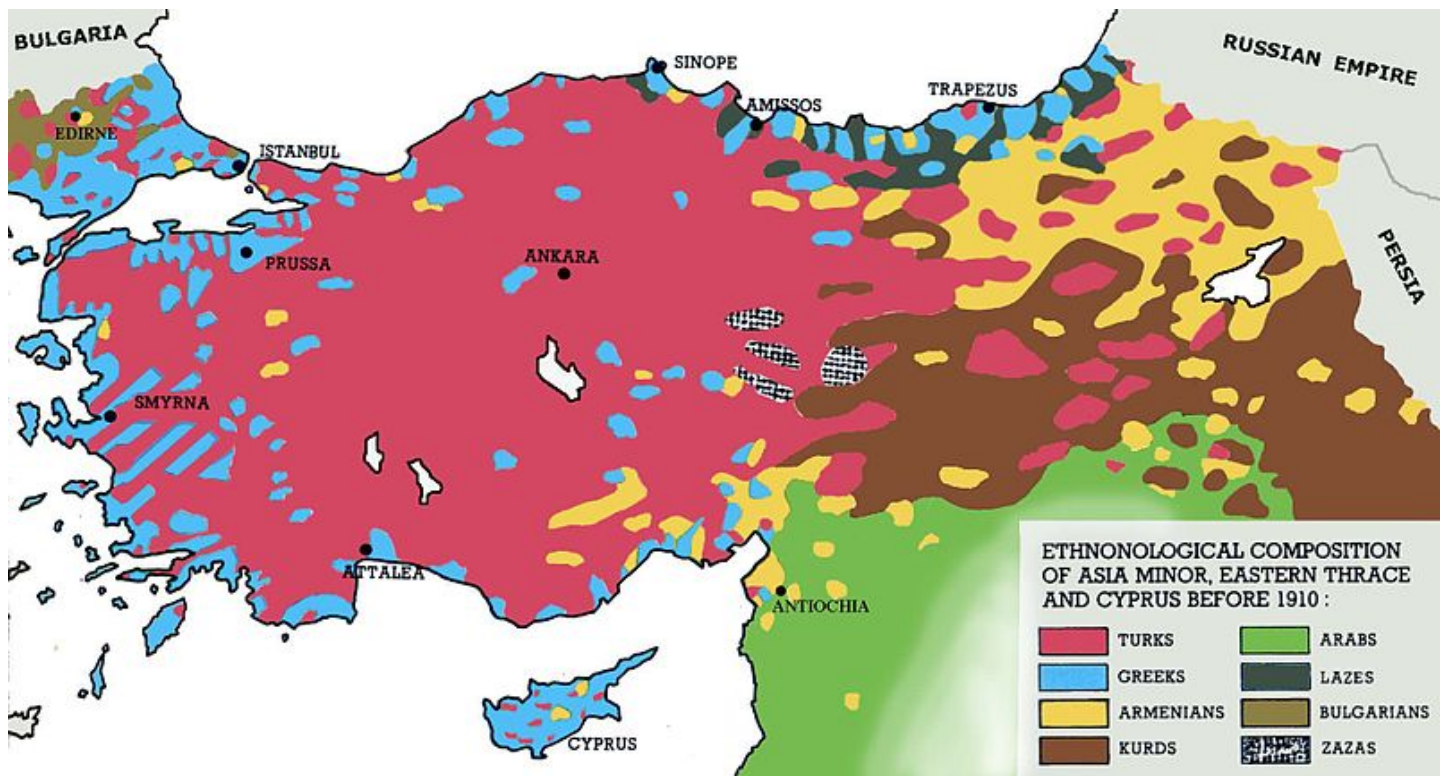 BULGARIA
RUSSIAN EMPIRE
SINOPE
TRAPEZUS
AMISSOS
EDIRNE
ISTANBUL
PERSIA
PRUSSA
ANKARA
SMYRNA
ATTALEA
ANTIOCHIA
CYPRUS
ETHNONOLOGICAL COMPOSITION
OF ASIA MINOR, EASTERN THRACE
AND CYPRUS BEFORE 1910 :
TURKS
GREEKS
ARMENIANS
KURDS
ARABS
LAZES
BULGARIANS
ZAZAS